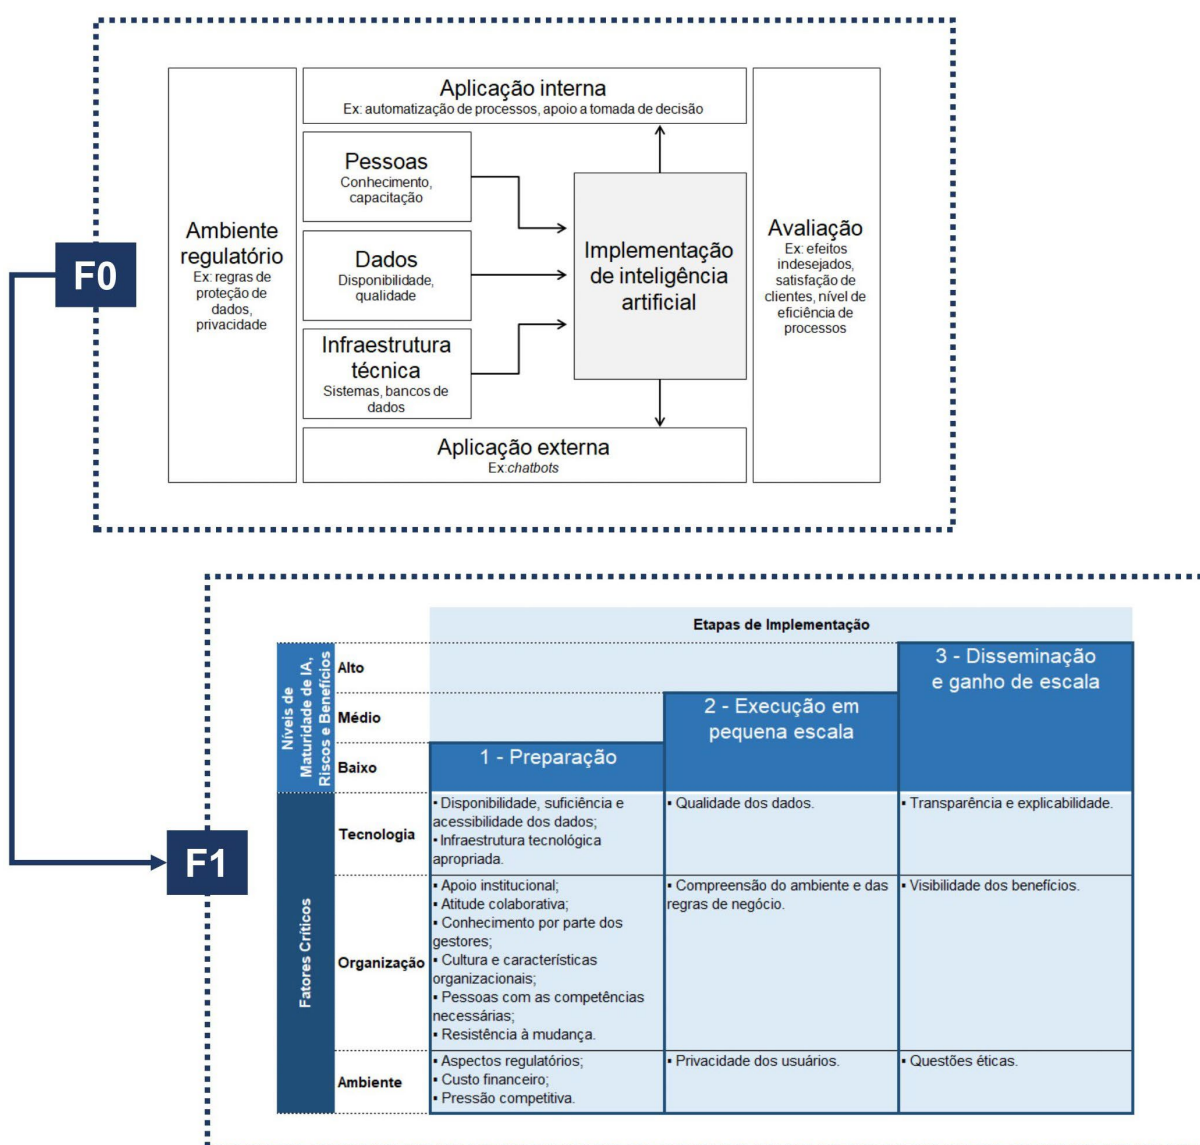 Aplicação interna
Ex: automatização de processos, apoio a tomada de decisão
Pessoas
Conhecimento,
capacitação
Ambiente
regulatório
Ex: regras de
proteção de
dados,
privacidade
Dados
Disponibilidade,
qualidade
Implementação
de inteligência
artificial
Avaliação
Ex: efeitos
indesejados,
satisfação de
clientes, nível de
eficiência de
processos
F0
Infraestrutura
técnica
Sistemas, bancos de
dados
Aplicação externa
Ex:chatbots
F1
Etapas de Implementação
Níveis de
Maturidade de IA,
Riscos e Benefícios
Alto
Médio
Baixo
1 - Preparação
2 - Execução em
pequena escala
3 - Disseminação
e ganho de escala
Fatores Críticos
Tecnologia
▪ Disponibilidade, suficiência e
acessibilidade dos dados;
▪ Infraestrutura tecnológica
apropriada.
▪ Qualidade dos dados.
▪ Transparência e explicabilidade.
Organização
▪ Apoio institucional;
▪ Atitude colaborativa;
▪ Conhecimento por parte dos
gestores;
▪ Cultura e características
organizacionais;
▪ Pessoas com as competências
necessárias;
▪ Resistência à mudança.
▪ Compreensão do ambiente e das
regras de negócio.
▪ Visibilidade dos benefícios.
Ambiente
▪ Aspectos regulatórios;
▪ Custo financeiro;
▪ Pressão competitiva.
▪ Privacidade dos usuários.
▪ Questões éticas.